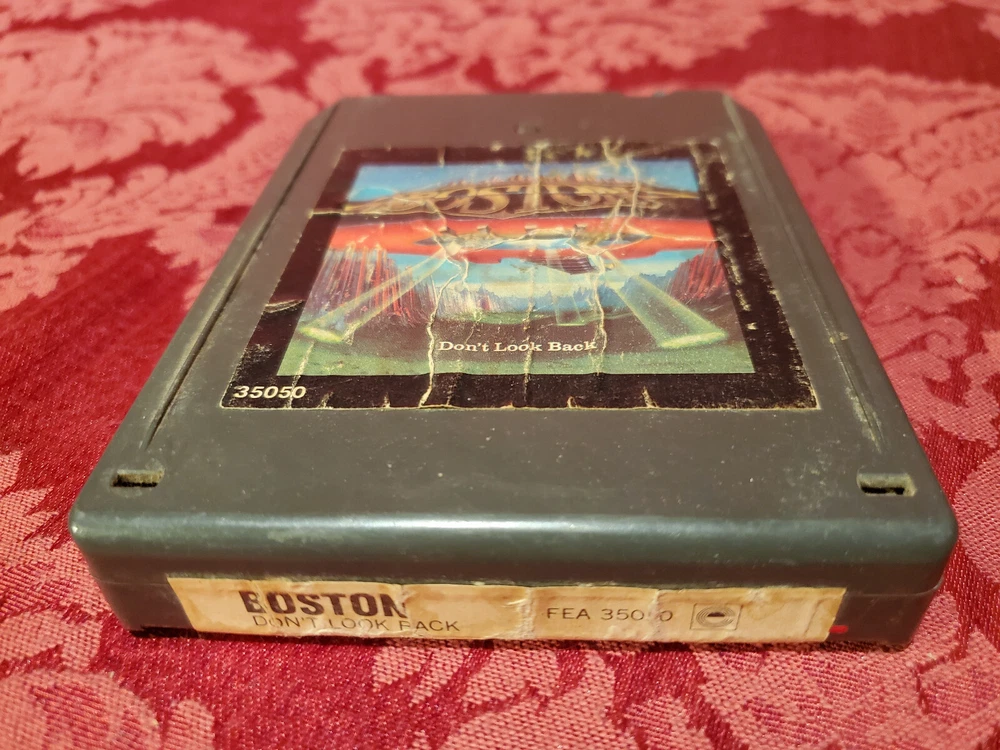 BOSTON
Don't Look Back
35050
BOSTON
DON'T LOOK BACK
FEA 35050